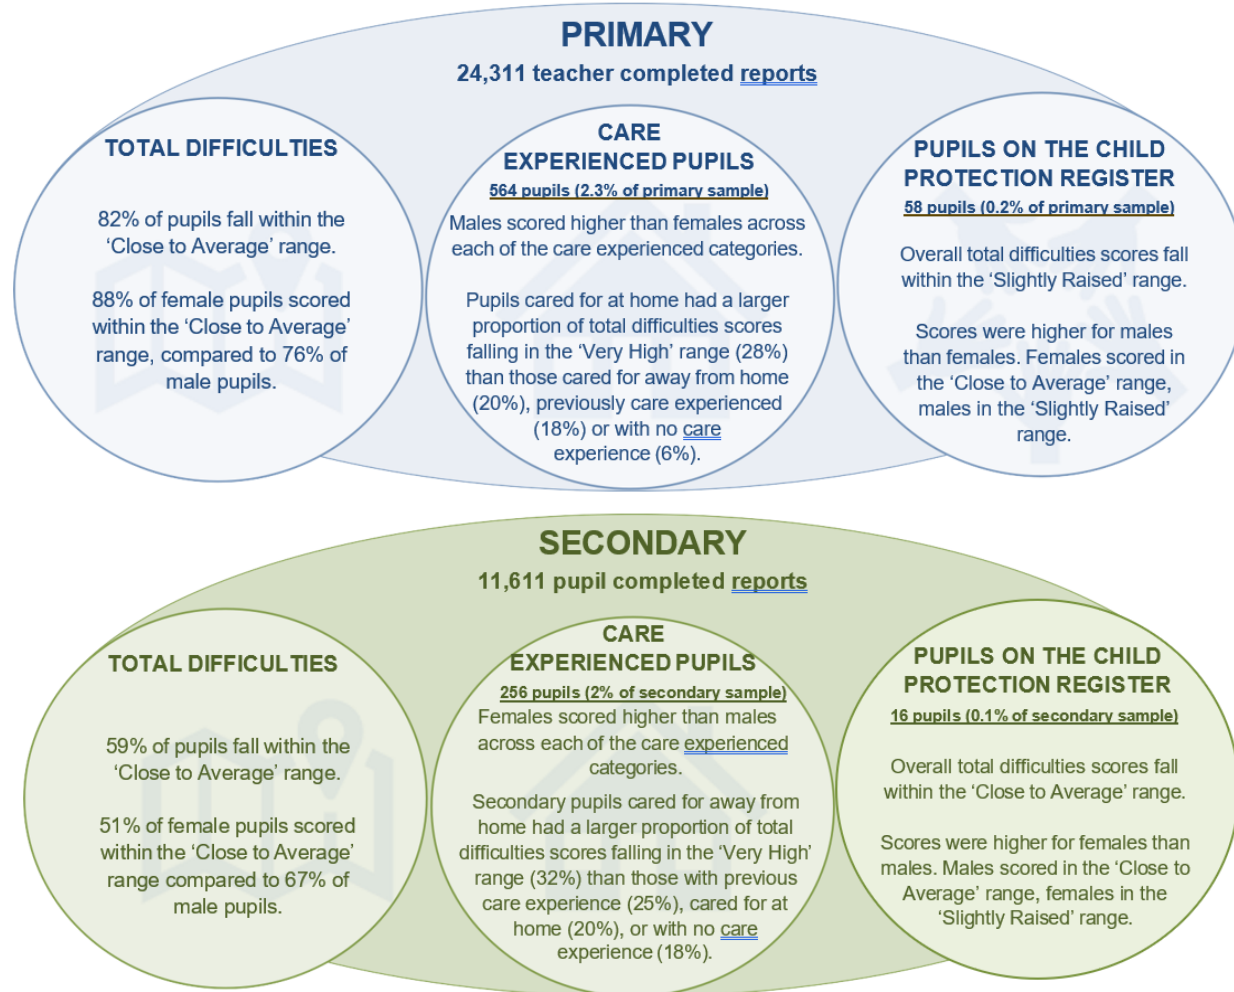 PRIMARY
24,311 teacher completed reports
TOTAL DIFFICULTIES
82% of pupils fall within the
‘Close to Average’ range.
88% of female pupils scored
within the ‘Close to Average’
range, compared to 76% of
male pupils.
CARE
EXPERIENCED PUPILS
564 pupils (2.3% of primary sample)
Males scored higher than females across
each of the care experienced categories.
Pupils cared for at home had a larger
proportion of total difficulties scores
falling in the ‘Very High’ range (28%)
than those cared for away from home
(20%), previously care experienced
(18%) or with no care
experience (6%).
PUPILS ON THE CHILD
PROTECTION REGISTER
58 pupils (0.2% of primary sample)
Overall total difficulties scores fall
within the ‘Slightly Raised’ range.
Scores were higher for males
than females. Females scored in
the ‘Close to Average’ range,
males in the ‘Slightly Raised’
range.
SECONDARY
11,611 pupil completed reports
TOTAL DIFFICULTIES
59% of pupils fall within the
‘Close to Average’ range.
51% of female pupils scored
within the ‘Close to Average’
range compared to 67% of
male pupils.
CARE
EXPERIENCED PUPILS
256 pupils (2% of secondary sample)
Females scored higher than males
across each of the care experienced
categories.
Secondary pupils cared for away from
home had a larger proportion of total
difficulties scores falling in the ‘Very High’
range (32%) than those with previous
care experience (25%), cared for at
home (20%), or with no care
experience (18%).
PUPILS ON THE CHILD
PROTECTION REGISTER
16 pupils (0.1% of secondary sample)
Overall total difficulties scores fall
within the ‘Close to Average’ range.
Scores were higher for females than
males. Males scored in the ‘Close to
Average’ range, females in the
‘Slightly Raised’ range.